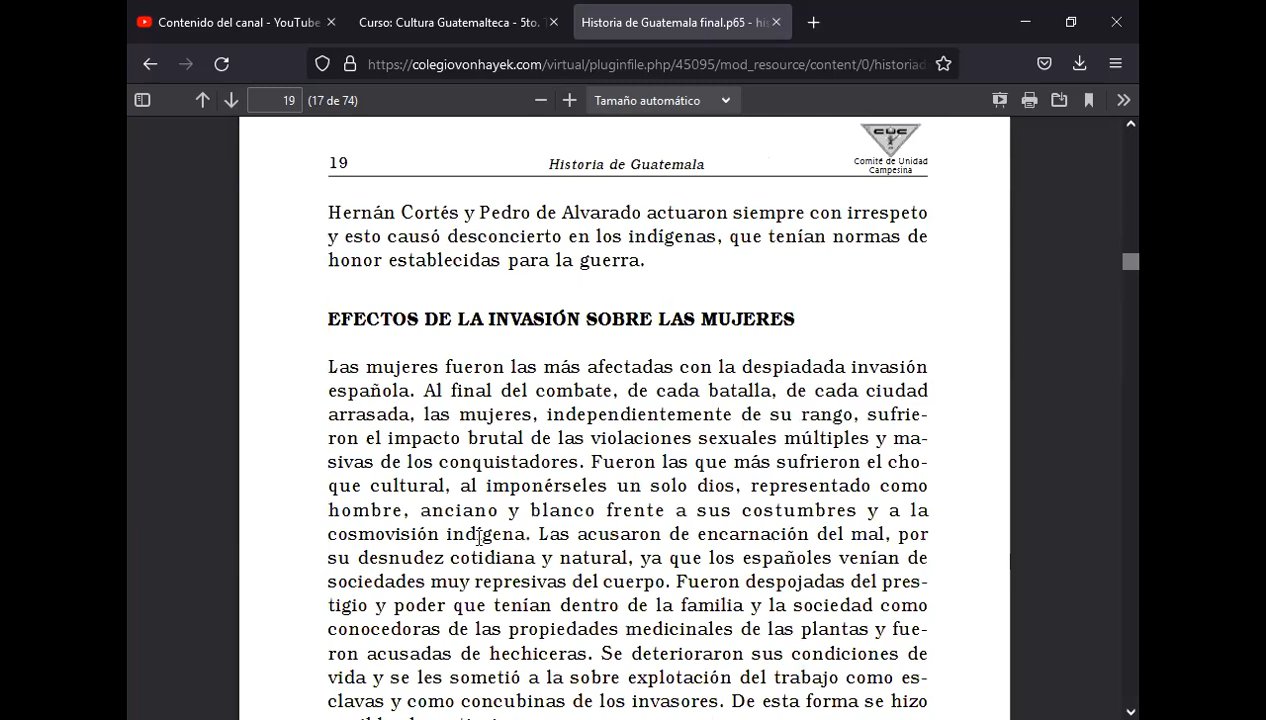 Contenido del canal - YouTube
Curso: Cultura Guatemalteca - 5to.
Historia de Guatemala final.p65 - his
https://colegiovonhayek.com/virtual/pluginfile.php/45095/mod_resource/content/0/historiad
19
(17 de 74)
Tamaño automático
CUC
Comité de Unidad
Campesina
19
Historia de Guatemala
Hernán Cortés y Pedro de Alvarado actuaron siempre con irrespeto
y esto causó desconcierto en los indígenas, que tenían normas de
honor establecidas para la guerra.
EFECTOS DE LA INVASIÓN SOBRE LAS MUJERES
Las mujeres fueron las más afectadas con la despiadada invasión
española. Al final del combate, de cada batalla, de cada ciudad
arrasada, las mujeres, independientemente de su rango, sufrie-
ron el impacto brutal de las violaciones sexuales múltiples y ma-
sivas de los conquistadores. Fueron las que más sufrieron el cho-
que cultural, al imponérseles un solo dios, representado como
hombre, anciano y blanco frente a sus costumbres y a la
cosmovisión indígena. Las acusaron de encarnación del mal, por
su desnudez cotidiana y natural, ya que los españoles venían de
sociedades muy represivas del cuerpo. Fueron despojadas del pres-
tigio y poder que tenían dentro de la familia y la sociedad como
conocedoras de las propiedades medicinales de las plantas y fue-
ron acusadas de hechiceras. Se deterioraron sus condiciones de
vida y se les sometió a la sobre explotación del trabajo como es-
clavas y como concubinas de los invasores. De esta forma se hizo